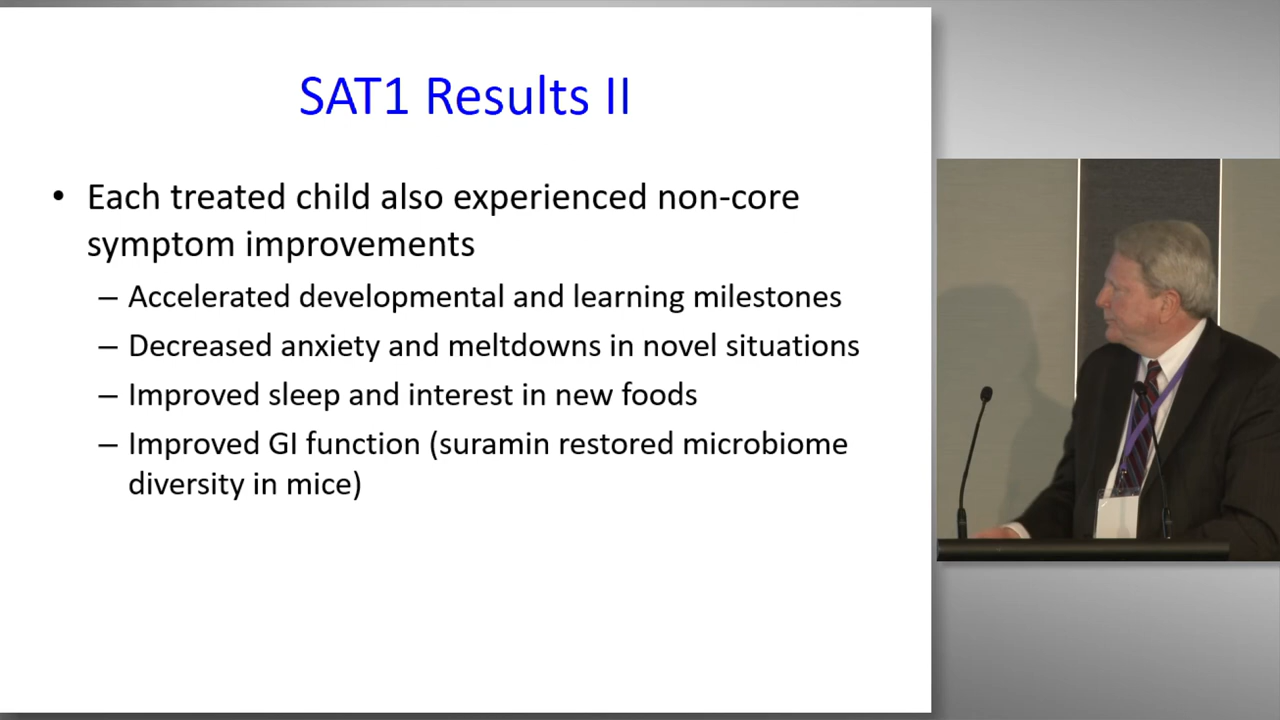 SAT1 Results II
• Each treated child also experienced non-core
symptom improvements
– Accelerated developmental and learning milestones
– Decreased anxiety and meltdowns in novel situations
– Improved sleep and interest in new foods
– Improved GI function (suramin restored microbiome
diversity in mice)